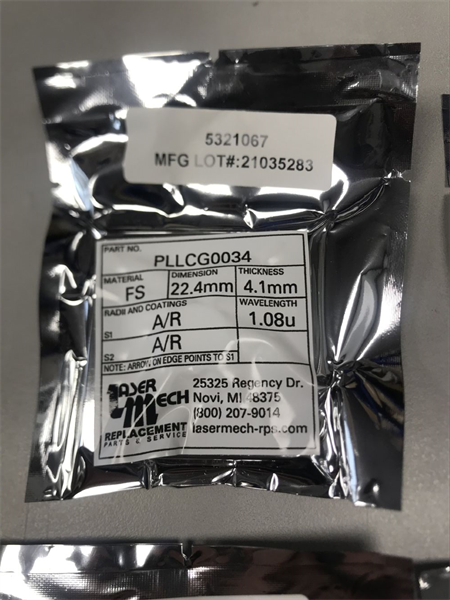 5321067
MFG LOT#:21035283
PART NO.
PLLCG0034
MATERIAL DIMENSION THICKNESS
FS 22.4mm 4.1mm
RADII AND COATINGS WAVELENGTH
S1 A/R 1.08u
S2 A/R
NOTE: ARROW ON EDGE POINTS TO S1
LASER MECH
REPLACEMENT
PARTS & SERVICE
25325 Regency Dr.
Novi, MI 48375
(800) 207-9014
lasermech-rps.com